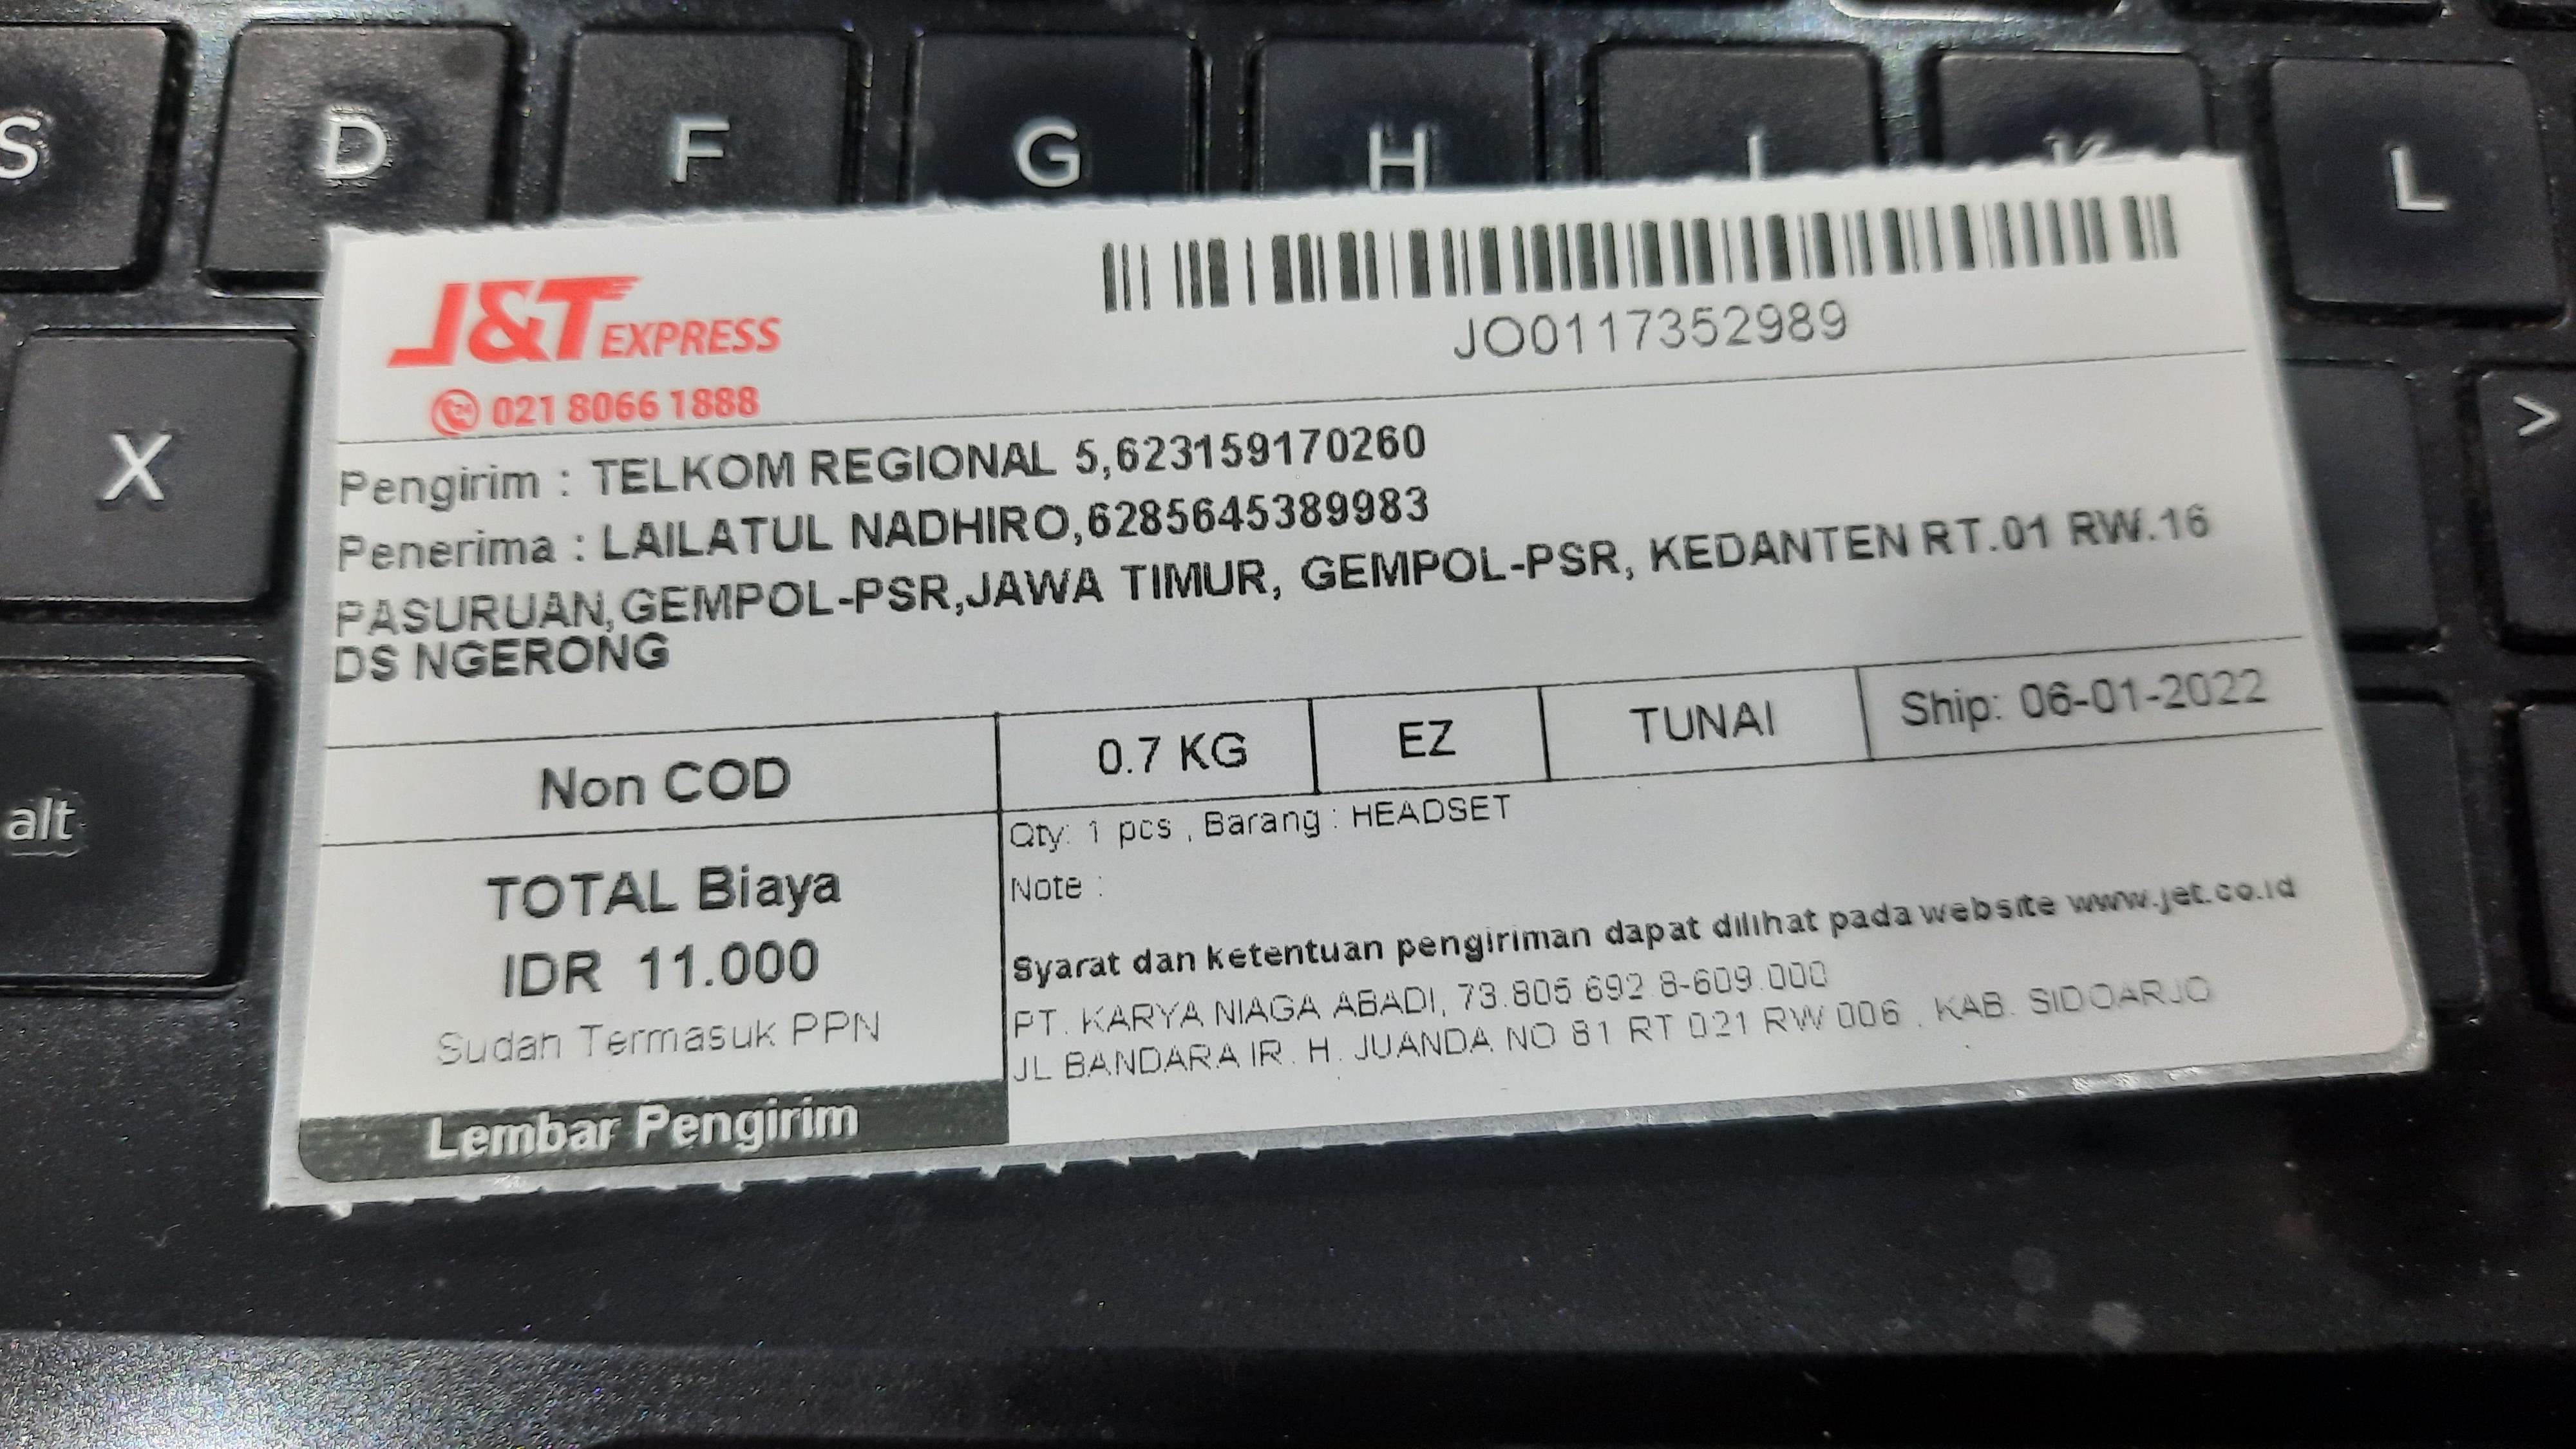 J&T EXPRESS
021 8066 1888
JO0117352989
Pengirim : TELKOM REGIONAL 5,623159170260
Penerima : LAILATUL NADHIRO,6285645389983
PASURUAN,GEMPOL-PSR,JAWA TIMUR, GEMPOL-PSR, KEDANTEN RT.01 RW.16
DS NGERONG
Non COD
0.7 KG
EZ
TUNAI
Ship: 06-01-2022
TOTAL Biaya
IDR 11.000
Sudah Termasuk PPN
Lembar Pengirim
Qty: 1 pcs , Barang : HEADSET
Note :
Syarat dan ketentuan pengiriman dapat dilihat pada website www.jet.co.id
PT. KARYA NIAGA ABADI, 73.805.692.8-609.000
JL BANDARA IR. H. JUANDA NO 81 RT 021 RW 006 , KAB. SIDOARJO
S
D
F
G
H
L
alt
X
>